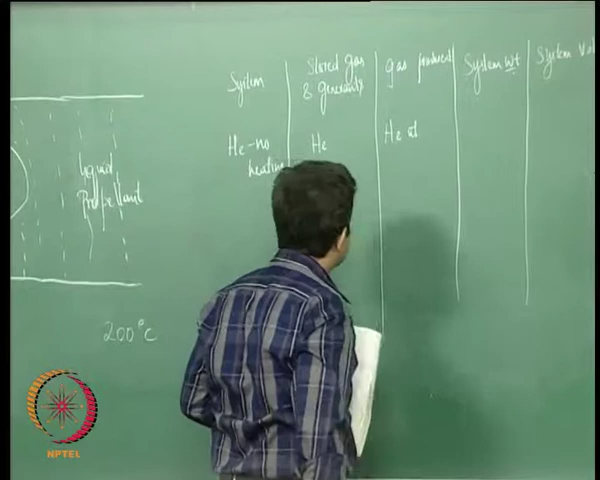 System
Stored gas
& generants
gas produced
System wt
System Vol
He -no
heating
He
He at
Liquid
Propellant
200°C
NPTEL